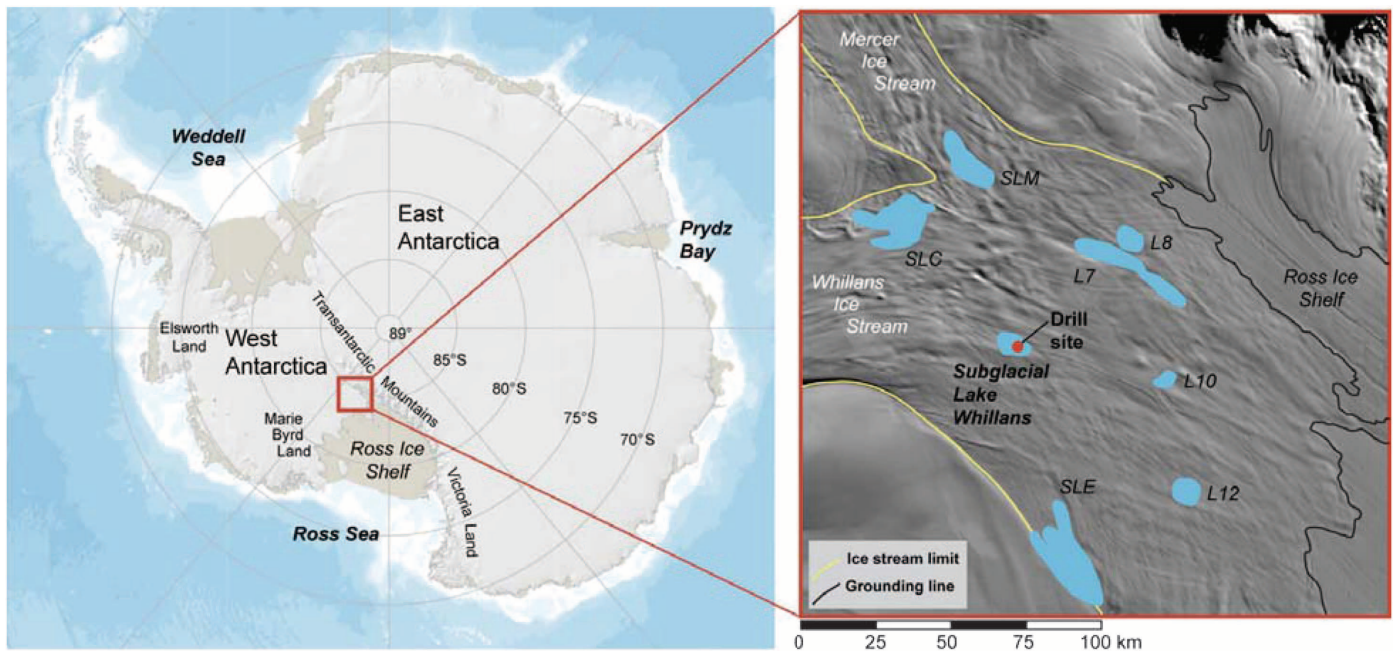 Weddell
Sea
East
Antarctica
Prydz
Bay
Elsworth
Land
West
Antarctica
Transantarctic
Mountains
89°
85°S
80°S
75°S
70°S
Marie
Byrd
Land
Ross Ice
Shelf
Victoria Land
Ross Sea
Mercer
Ice
Stream
SLM
SLC
L8
L7
Ross Ice
Shelf
Whillans
Ice
Stream
Drill
site
Subglacial
Lake
Whillans
L10
SLE
L12
Ice stream limit
Grounding line
0 25 50 75 100 km